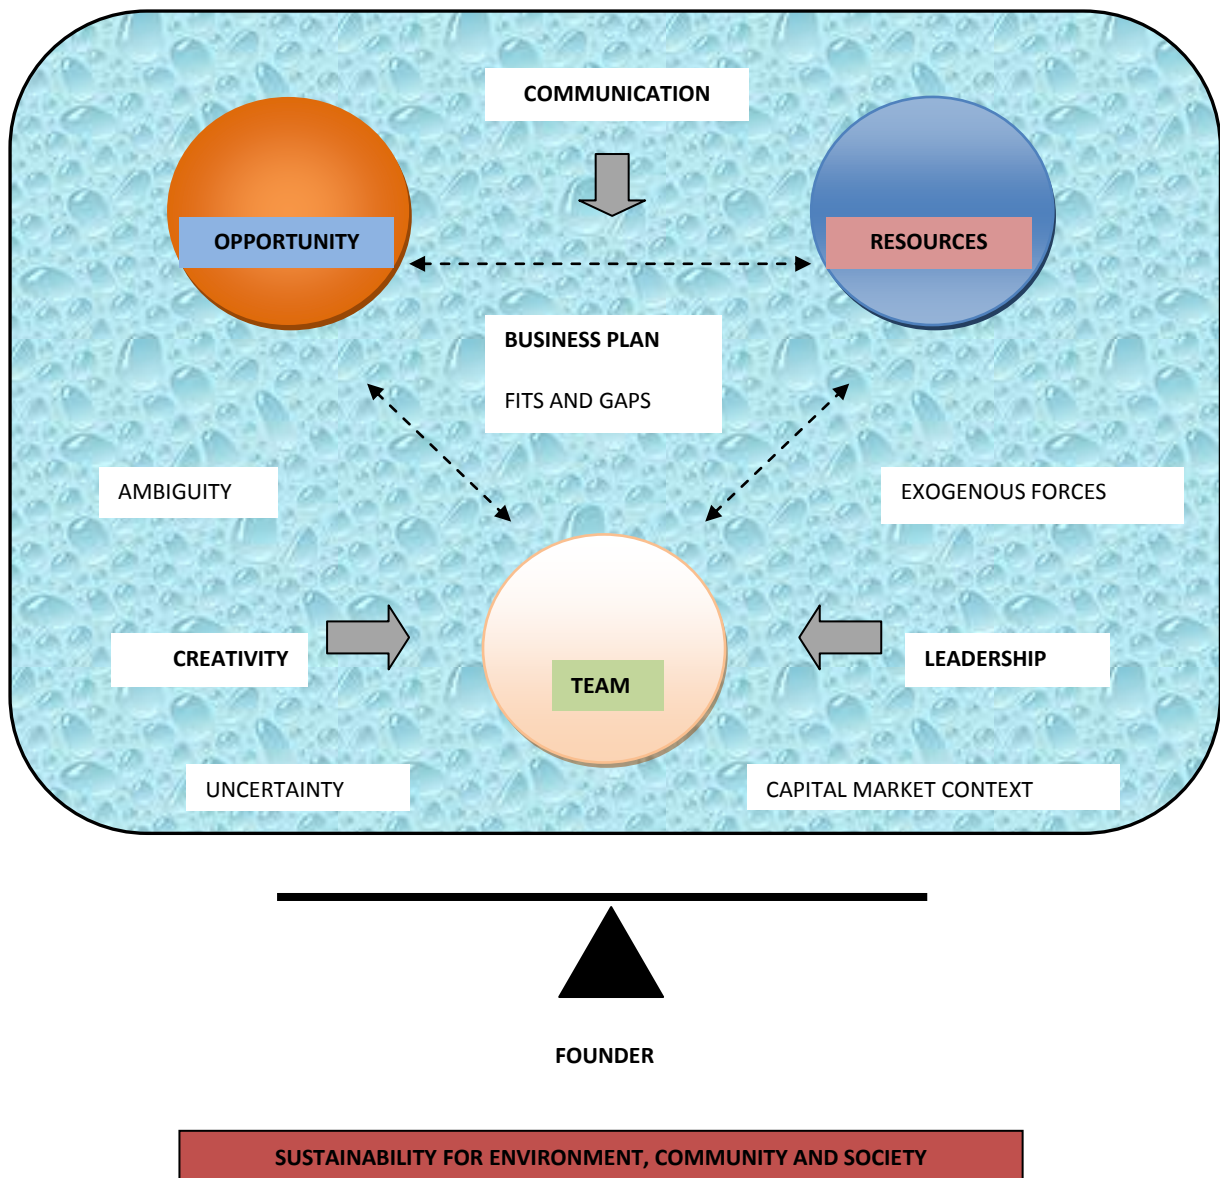 COMMUNICATION
OPPORTUNITY
RESOURCES
BUSINESS PLAN
FITS AND GAPS
AMBIGUITY
EXOGENOUS FORCES
CREATIVITY
LEADERSHIP
TEAM
UNCERTAINTY
CAPITAL MARKET CONTEXT
FOUNDER
SUSTAINABILITY FOR ENVIRONMENT, COMMUNITY AND SOCIETY